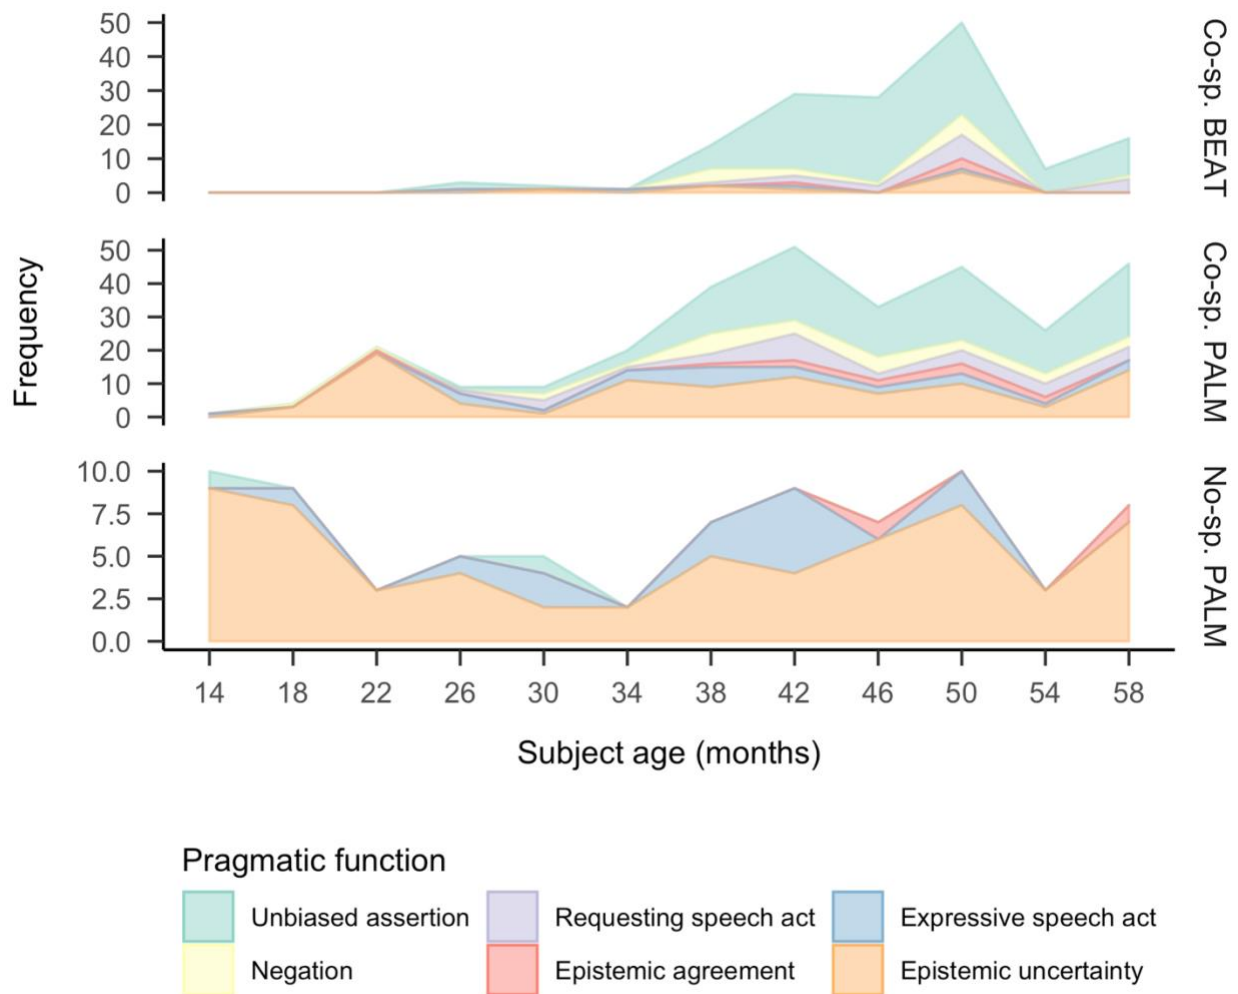 50
40
30
20
10
0
Co-sp. BEAT
50
40
30
20
10
0
Co-sp. PALM
10.0
7.5
5.0
2.5
0.0
No-sp. PALM
Frequency
14 18 22 26 30 34 38 42 46 50 54 58
Subject age (months)
Pragmatic function
Unbiased assertion Requesting speech act Expressive speech act
Negation Epistemic agreement Epistemic uncertainty